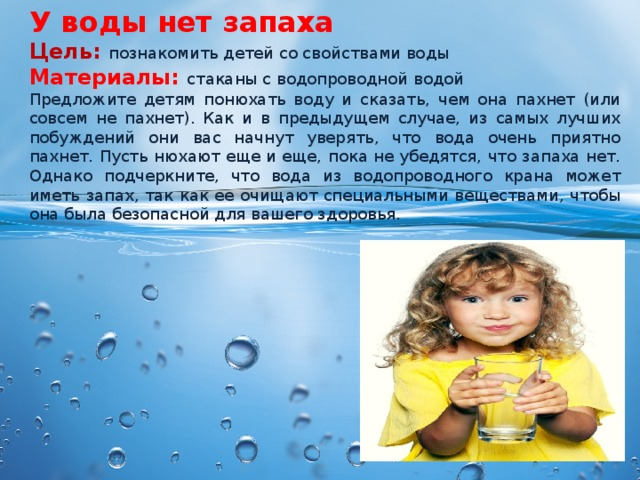 У воды нет запаха
Цель: познакомить детей со свойствами воды
Материалы: стаканы с водопроводной водой
Предложите детям понюхать воду и сказать, чем она пахнет (или
совсем не пахнет). Как и в предыдущем случае, из самых лучших
побуждений они вас начнут уверять, что вода очень приятно
пахнет. Пусть нюхают еще и еще, пока не убедятся, что запаха нет.
Однако подчеркните, что вода из водопроводного крана может
иметь запах, так как ее очищают специальными веществами, чтобы
она была безопасной для вашего здоровья.